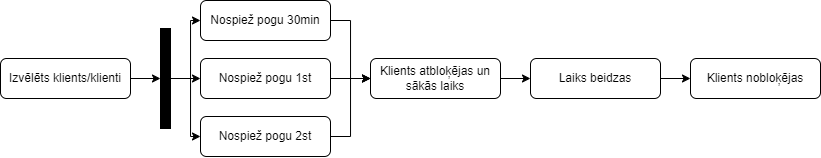 Izvēlēts klients/klienti
Nospiež pogu 30min
Nospiež pogu 1st
Nospiež pogu 2st
Klients atbloķējas un
sākās laiks
Laiks beidzas
Klients nobloķējas